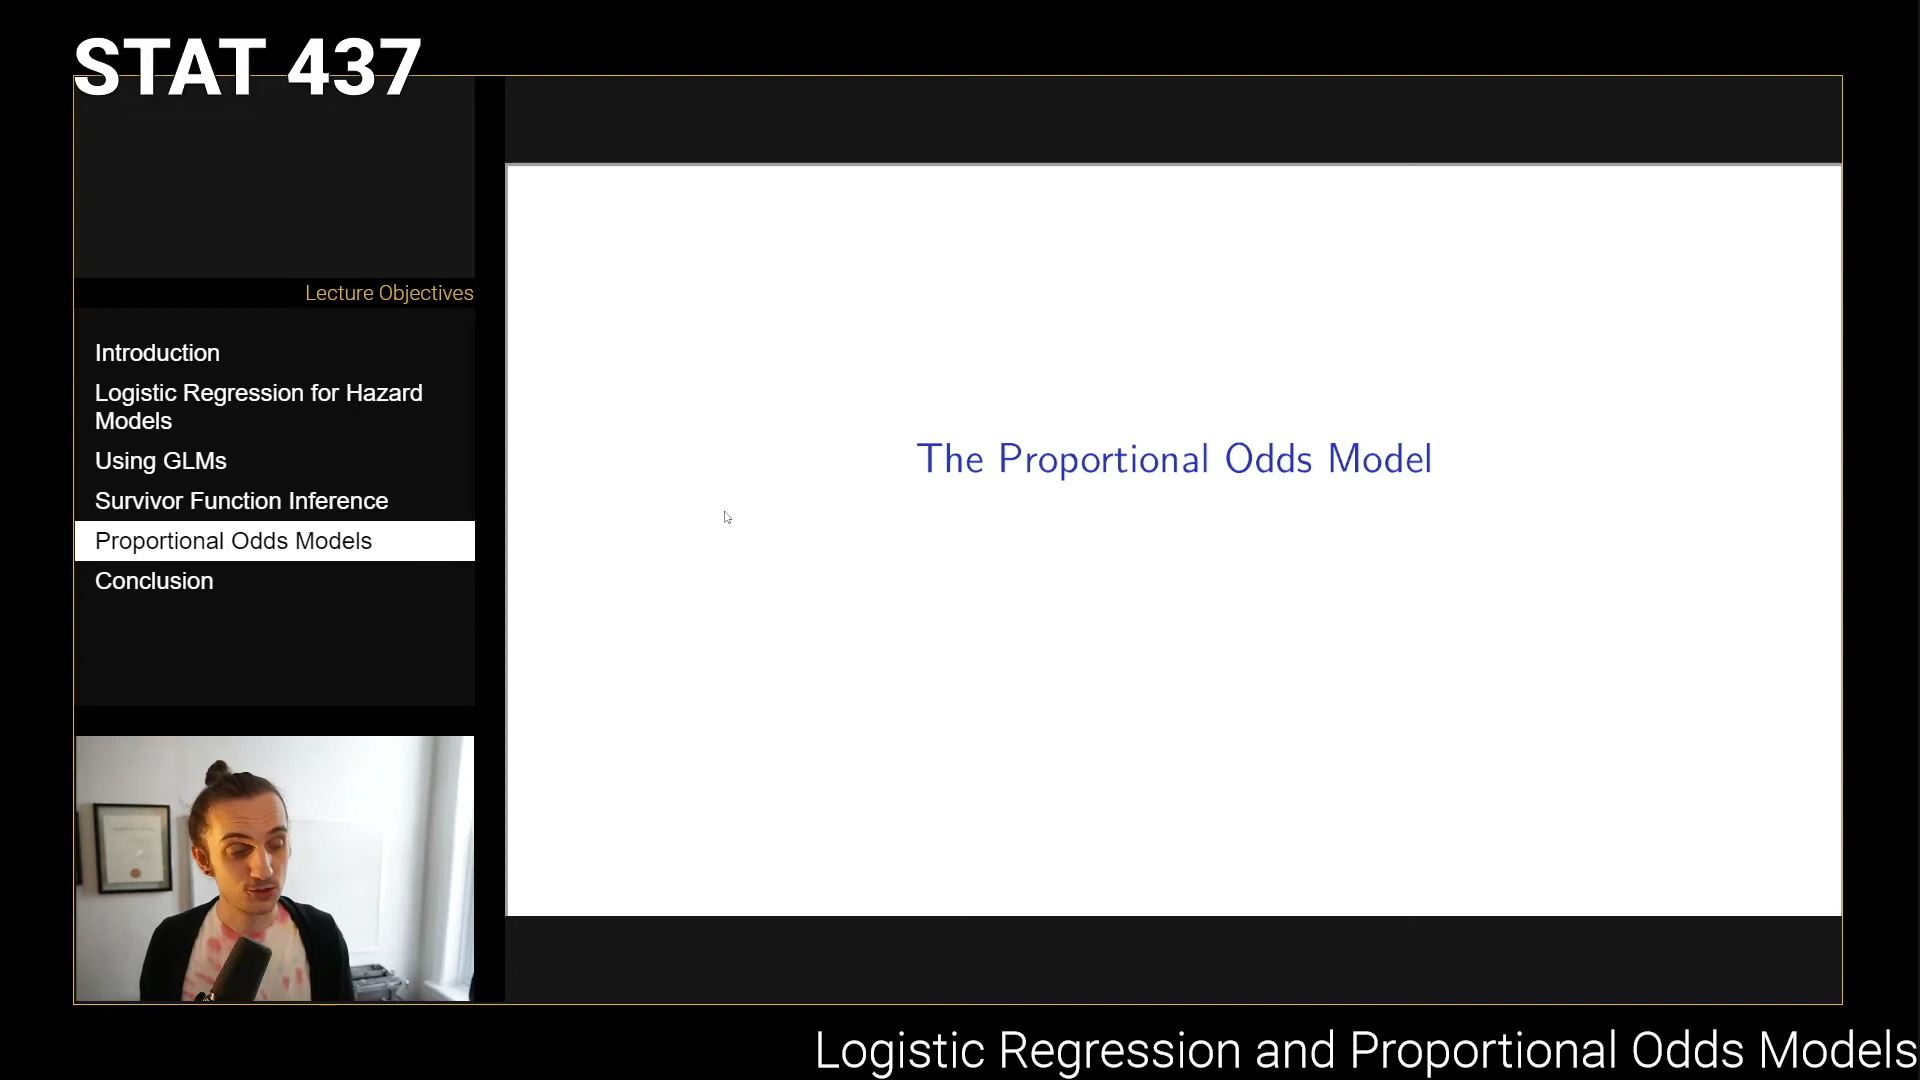 STAT 437
Lecture Objectives
Introduction
Logistic Regression for Hazard
Models
Using GLMs
Survivor Function Inference
Proportional Odds Models
Conclusion
The Proportional Odds Model
Logistic Regression and Proportional Odds Models